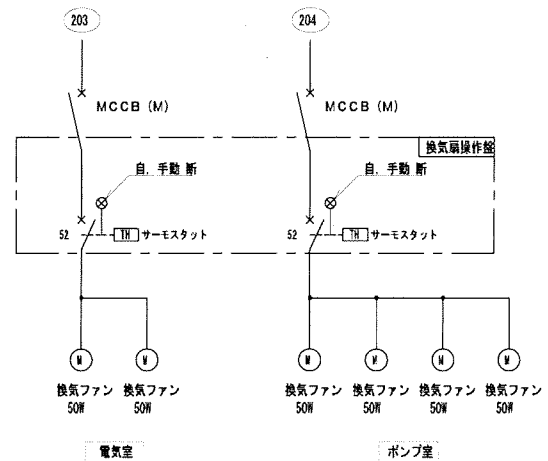 203
204
MCCB (M)
MCCB (M)
換気扇操作盤
自. 手動 断
自. 手動 断
52
TH
サーモスタット
52
TH
サーモスタット
M
M
M
M
M
M
換気ファン
50W
換気ファン
50W
換気ファン
50W
換気ファン
50W
換気ファン
50W
換気ファン
50W
電気室
ポンプ室